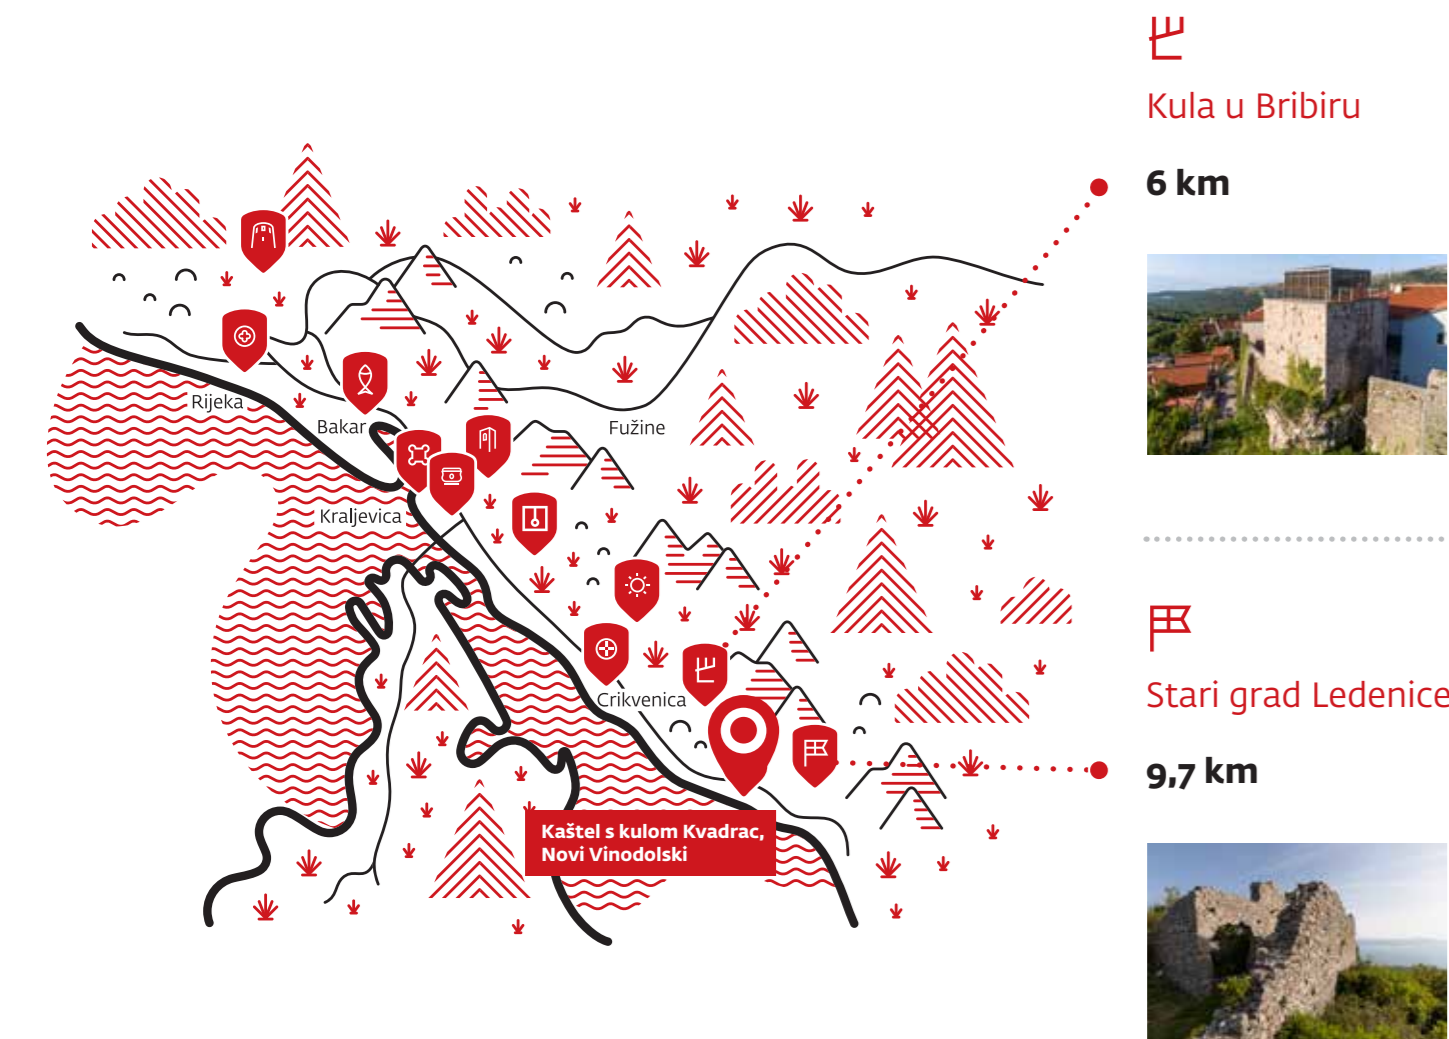 Kula u Bribiru
6 km
Rijeka
Bakar
Fužine
Kraljevica
Crikvenica
Stari grad Ledenice
9,7 km
Kaštel s kulom Kvadrac,
Novi Vinodolski